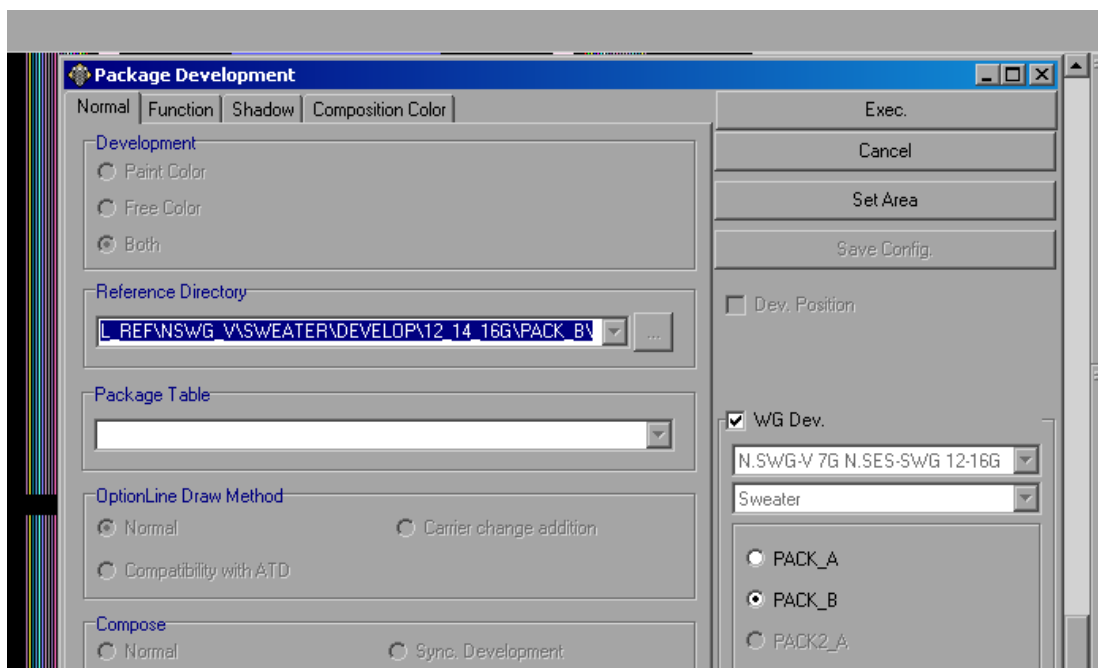 Package Development
Normal Function Shadow Composition Color
Development
Paint Color
Free Color
Both
Reference Directory
L_REF\NSWG_V\SWEATER\DEVELOP\12_14_16G\PACK_B\
...
Package Table
OptionLine Draw Method
Normal Carrier change addition
Compatibility with ATD
Compose
Normal Sync. Development
Exec.
Cancel
Set Area
Save Config.
Dev. Position
WG Dev.
N.SWG-V 7G N.SES-SWG 12-16G
Sweater
PACK_A
PACK_B
PACK2_A